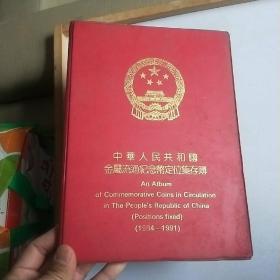 中華人民共和國
金屬流通紀念幣定位集存簿
An Album
of Commemorative Coins in Circulation
in The People's Republic of China
(Positions fixed)
(1984-1991)